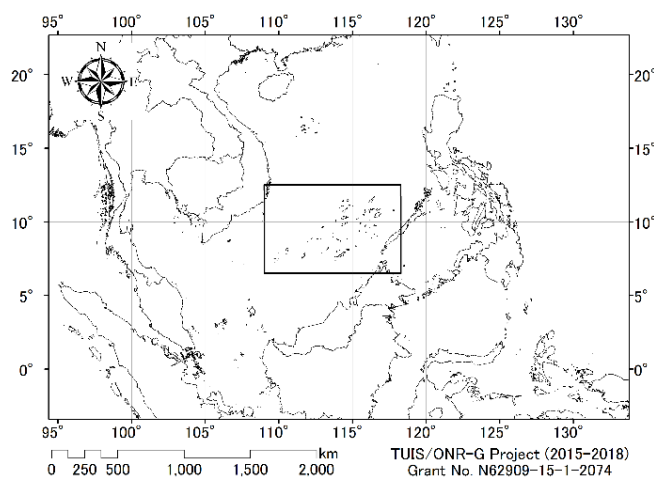 95° 100° 105° 110° 115° 120° 125° 130°
N
W E
S
20° 20°
15° 15°
10° 10°
5° 5°
0° 0°
95° 100° 105° 110° 115° 120° 125° 130°
km
0 250 500 1,000 1,500 2,000
TUIS/ONR-G Project (2015-2018)
Grant No. N62909-15-1-2074